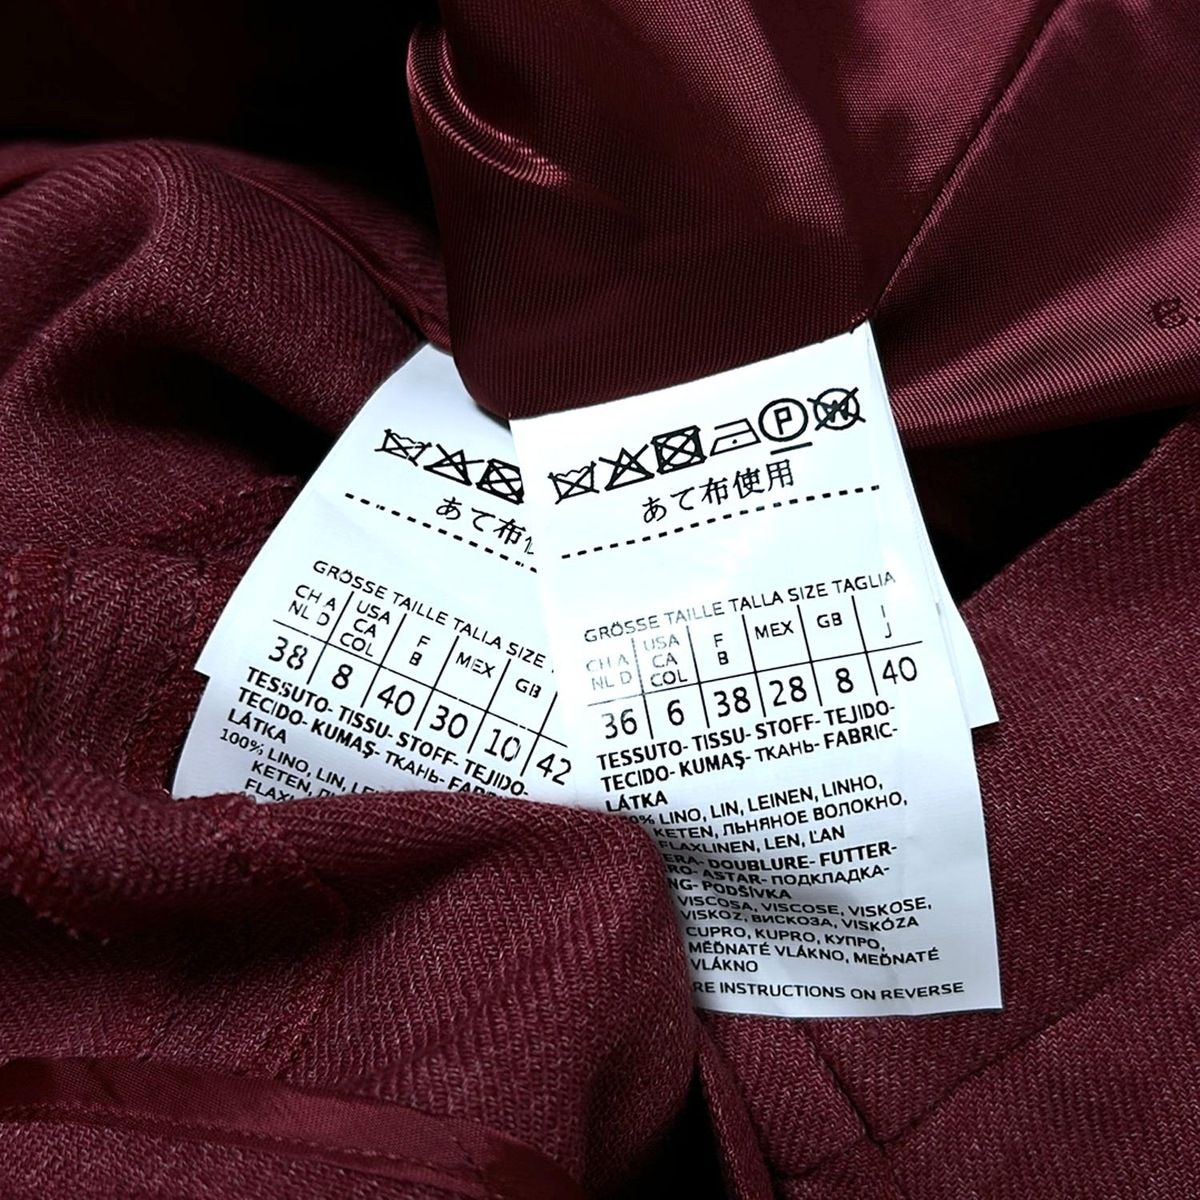 あて布
GRÖSSE TAILLE TALLA SIZE
CH A USA F MEX GB
NL D CA B
COL
38 8 40 30 10 42
TESSUTO- TISSU- STOFF- TEJIDO-
TECIDO- KUMAŞ- ТКАНЬ-
LÁTKA
100% LINO, LIN,
KETEN,
あて布使用
GRÖSSE TAILLE TALLA SIZE TAGLIA
CH A USA F MEX GB I
NL D CA B J
COL
36 6 38 28 8 40
TESSUTO- TISSU- STOFF- TEJIDO-
TECIDO- KUMAŞ- ТКАНЬ- FABRIC-
LÁTKA
LINO, LIN, LEINEN, LINHO,
KETEN, ЛЬНЯНОЕ ВОЛОКНО,
FLAXLINEN, LEN, ĽAN
DOUBLURE- FUTTER-
ASTAR- ПОДКЛАДКА-
PODŠÍVKA
VISCOSA, VISCOSE, VISKOSE,
VISKOZ, ВИСКОЗА, VISKÓZA
CUPRO, KUPRO, КУПРО,
MĚĎNATÉ VLÁKNO, MEĎNATÉ
VLÁKNO
INSTRUCTIONS ON REVERSE